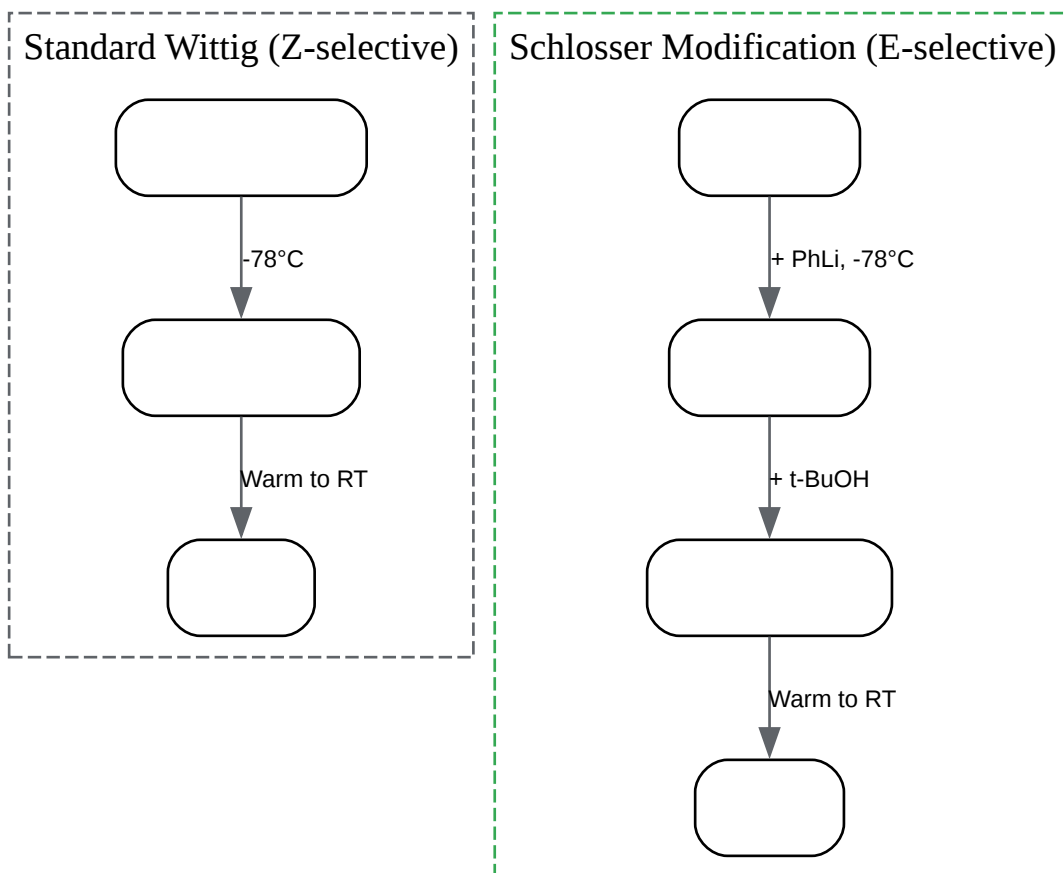 Standard Wittig (Z-selective)
-78°C
Warm to RT
Schlosser Modification (E-selective)
+ PhLi, -78°C
+ t-BuOH
Warm to RT